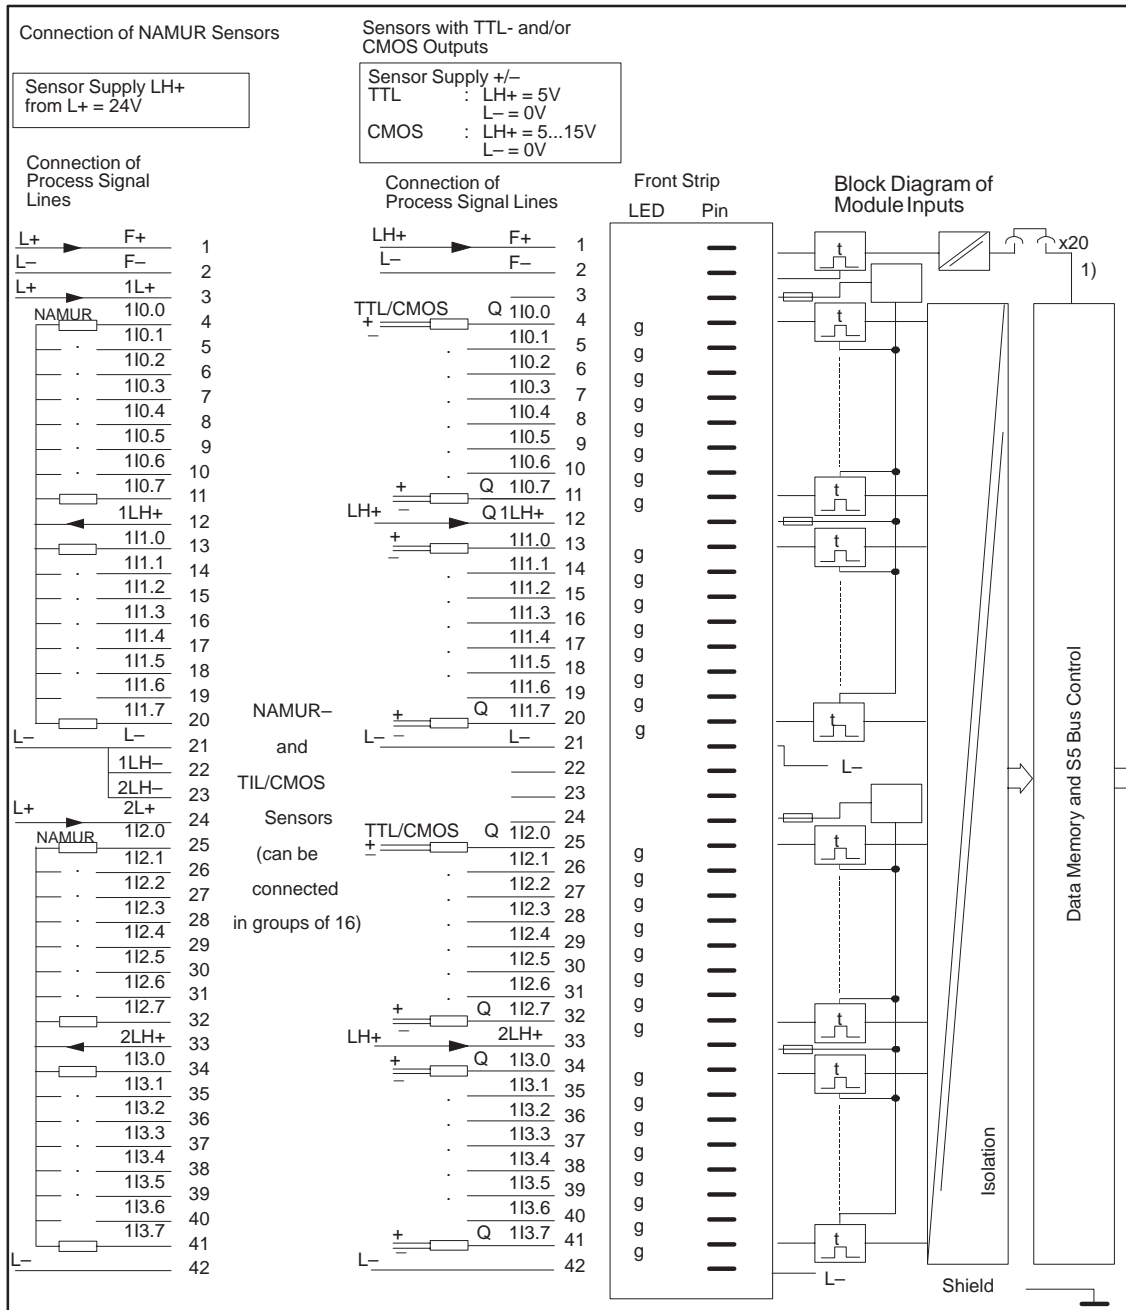 Connection of NAMUR Sensors
Sensors with TTL- and/or
CMOS Outputs
Sensor Supply LH+
from L+ = 24V
Sensor Supply +/–
TTL : LH+ = 5V
L– = 0V
CMOS : LH+ = 5...15V
L– = 0V
Connection of
Process Signal
Lines
Connection of
Process Signal Lines
Front Strip
LED Pin
Block Diagram of
Module Inputs
L+ F+ 1
L– F– 2
L+ 1L+ 3
NAMUR 1I0.0 4
1I0.1 5
1I0.2 6
1I0.3 7
1I0.4 8
1I0.5 9
1I0.6 10
1I0.7 11
1LH+ 12
1I1.0 13
1I1.1 14
1I1.2 15
1I1.3 16
1I1.4 17
1I1.5 18
1I1.6 19
1I1.7 20
L– L– 21
1LH– 22
2LH– 23
L+ 2L+ 24
NAMUR 1I2.0 25
1I2.1 26
1I2.2 27
1I2.3 28
1I2.4 29
1I2.5 30
1I2.6 31
1I2.7 32
2LH+ 33
1I3.0 34
1I3.1 35
1I3.2 36
1I3.3 37
1I3.4 38
1I3.5 39
1I3.6 40
1I3.7 41
L– 42
NAMUR–
and
TIL/CMOS
Sensors
(can be
connected
in groups of 16)
LH+ F+ 1
L– F– 2
3
TTL/CMOS + – Q 1I0.0 4 g
1I0.1 5 g
1I0.2 6 g
1I0.3 7 g
1I0.4 8 g
1I0.5 9 g
1I0.6 10 g
+ – Q 1I0.7 11 g
LH+ Q 1LH+ 12
+ – 1I1.0 13 g
1I1.1 14 g
1I1.2 15 g
1I1.3 16 g
1I1.4 17 g
1I1.5 18 g
1I1.6 19 g
+ – Q 1I1.7 20 g
L– L– 21
22
23
24
TTL/CMOS + – Q 1I2.0 25 g
1I2.1 26 g
1I2.2 27 g
1I2.3 28 g
1I2.4 29 g
1I2.5 30 g
1I2.6 31 g
+ – Q 1I2.7 32 g
LH+ 2LH+ 33
+ – Q 1I3.0 34 g
1I3.1 35 g
1I3.2 36 g
1I3.3 37 g
1I3.4 38 g
1I3.5 39 g
1I3.6 40 g
+ – Q 1I3.7 41 g
L– 42
t
x20
1)
t
t
t
t
L–
t
t
t
t
L–
Isolation
Data Memory and S5 Bus Control
Shield